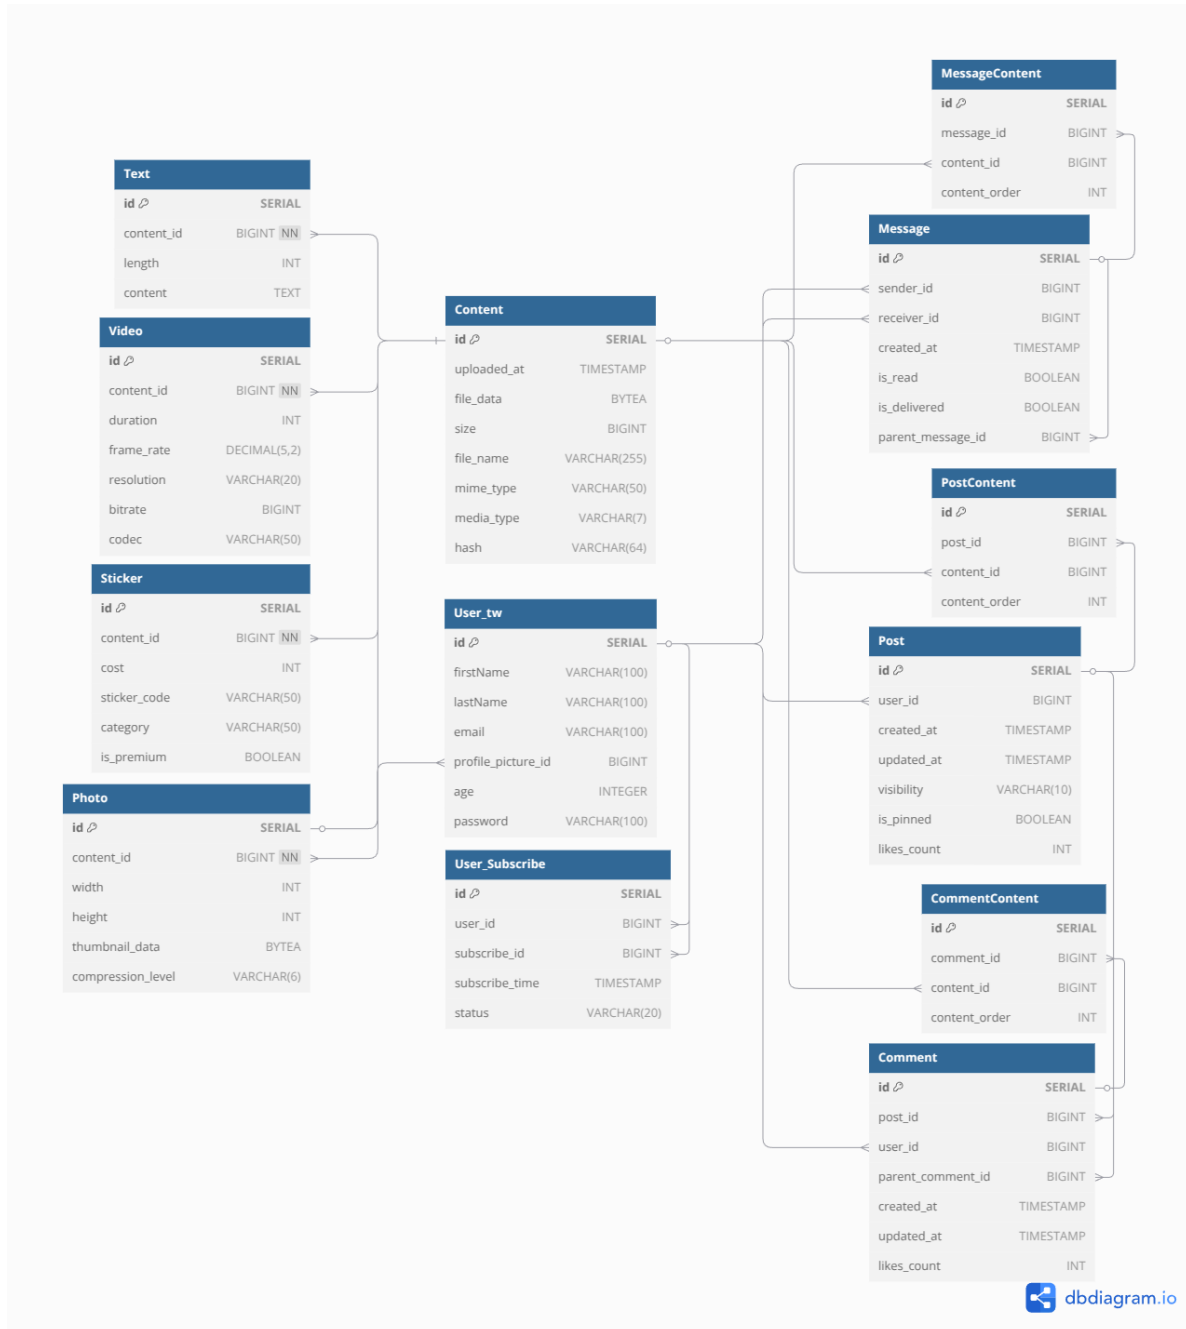 Text
id SERIAL
content_id BIGINT NN
length INT
content TEXT
Video
id SERIAL
content_id BIGINT NN
duration INT
frame_rate DECIMAL(5,2)
resolution VARCHAR(20)
bitrate BIGINT
codec VARCHAR(50)
Sticker
id SERIAL
content_id BIGINT NN
cost INT
sticker_code VARCHAR(50)
category VARCHAR(50)
is_premium BOOLEAN
Photo
id SERIAL
content_id BIGINT NN
width INT
height INT
thumbnail_data BYTEA
compression_level VARCHAR(6)
Content
id SERIAL
uploaded_at TIMESTAMP
file_data BYTEA
size BIGINT
file_name VARCHAR(255)
mime_type VARCHAR(50)
media_type VARCHAR(7)
hash VARCHAR(64)
User_tw
id SERIAL
firstName VARCHAR(100)
lastName VARCHAR(100)
email VARCHAR(100)
profile_picture_id BIGINT
age INTEGER
password VARCHAR(100)
User_Subscribe
id SERIAL
user_id BIGINT
subscribe_id BIGINT
subscribe_time TIMESTAMP
status VARCHAR(20)
MessageContent
id SERIAL
message_id BIGINT
content_id BIGINT
content_order INT
Message
id SERIAL
sender_id BIGINT
receiver_id BIGINT
created_at TIMESTAMP
is_read BOOLEAN
is_delivered BOOLEAN
parent_message_id BIGINT
PostContent
id SERIAL
post_id BIGINT
content_id BIGINT
content_order INT
Post
id SERIAL
user_id BIGINT
created_at TIMESTAMP
updated_at TIMESTAMP
visibility VARCHAR(10)
is_pinned BOOLEAN
likes_count INT
CommentContent
id SERIAL
comment_id BIGINT
content_id BIGINT
content_order INT
Comment
id SERIAL
post_id BIGINT
user_id BIGINT
parent_comment_id BIGINT
created_at TIMESTAMP
updated_at TIMESTAMP
likes_count INT
dbdiagram.io